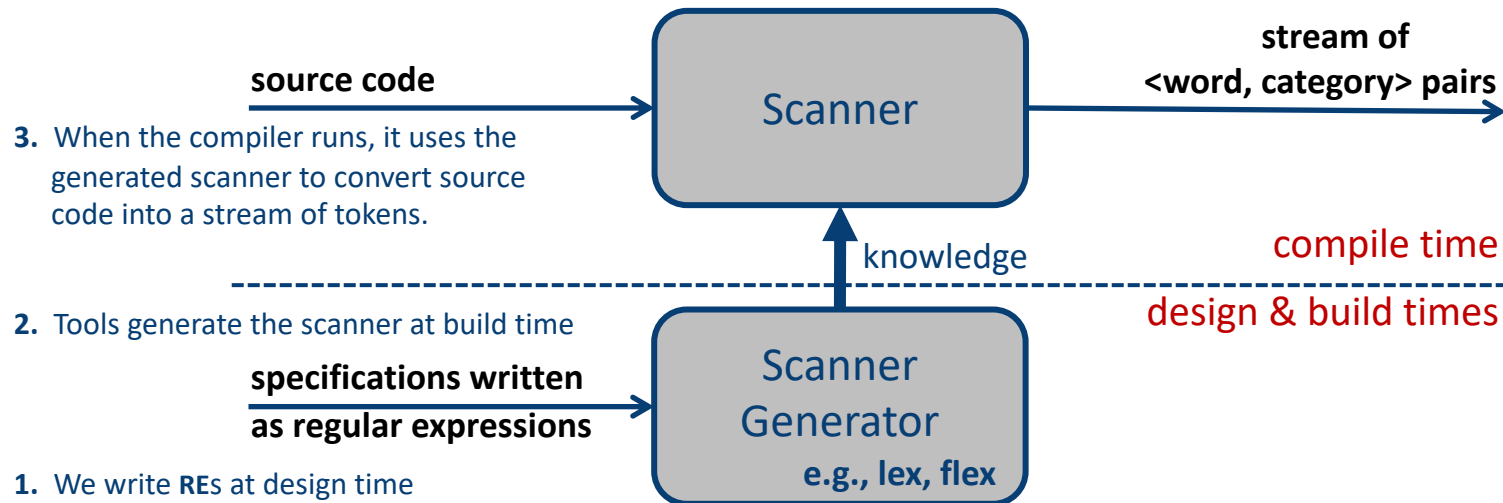 source code
Scanner
stream of
<word, category> pairs
3. When the compiler runs, it uses the
generated scanner to convert source
code into a stream of tokens.
knowledge
compile time
design & build times
2. Tools generate the scanner at build time
specifications written
as regular expressions
Scanner
Generator
e.g., lex, flex
1. We write REs at design time